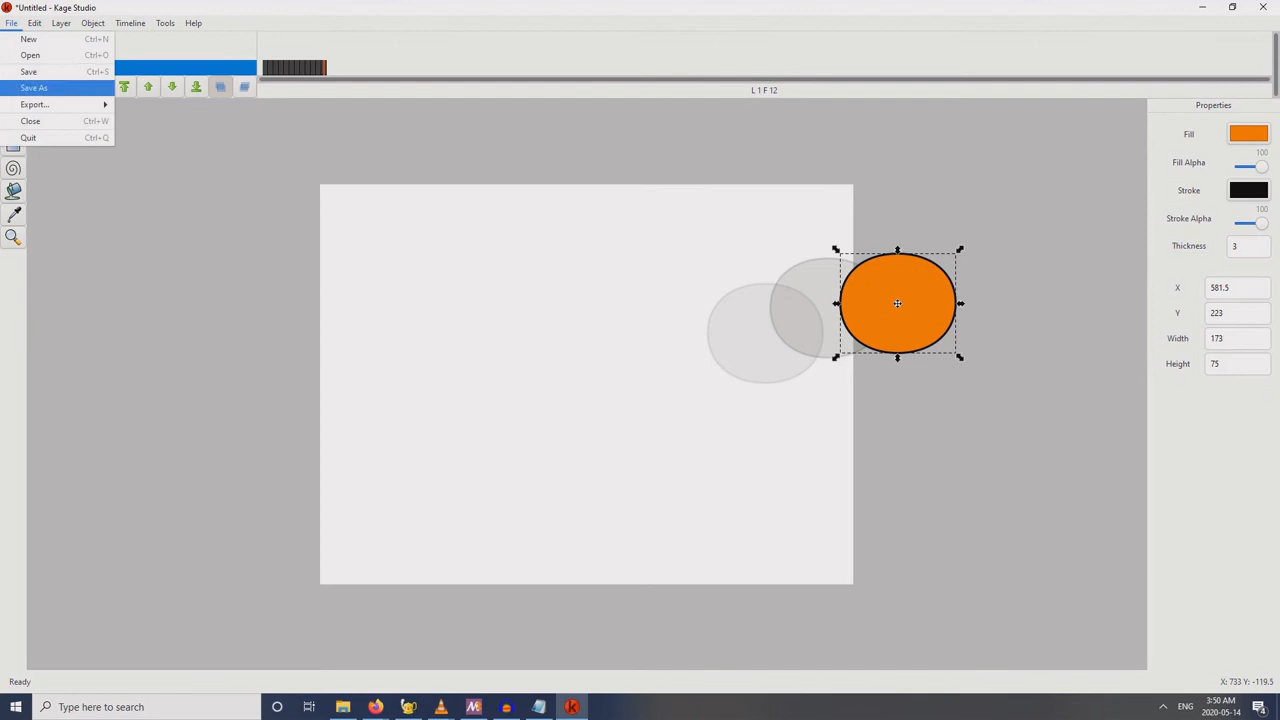 *Untitled - Kage Studio
File Edit Layer Object Timeline Tools Help
New Ctrl+N
Open Ctrl+O
Save Ctrl+S
Save As
Export...
Close Ctrl+W
Quit Ctrl+Q
L 1 F 12
Properties
Fill
100
Fill Alpha
Stroke
100
Stroke Alpha
Thickness 3
X 581.5
Y 223
Width 173
Height 75
Ready X: 733 Y: -119.5
Type here to search ENG 3:50 AM
2020-05-14
4